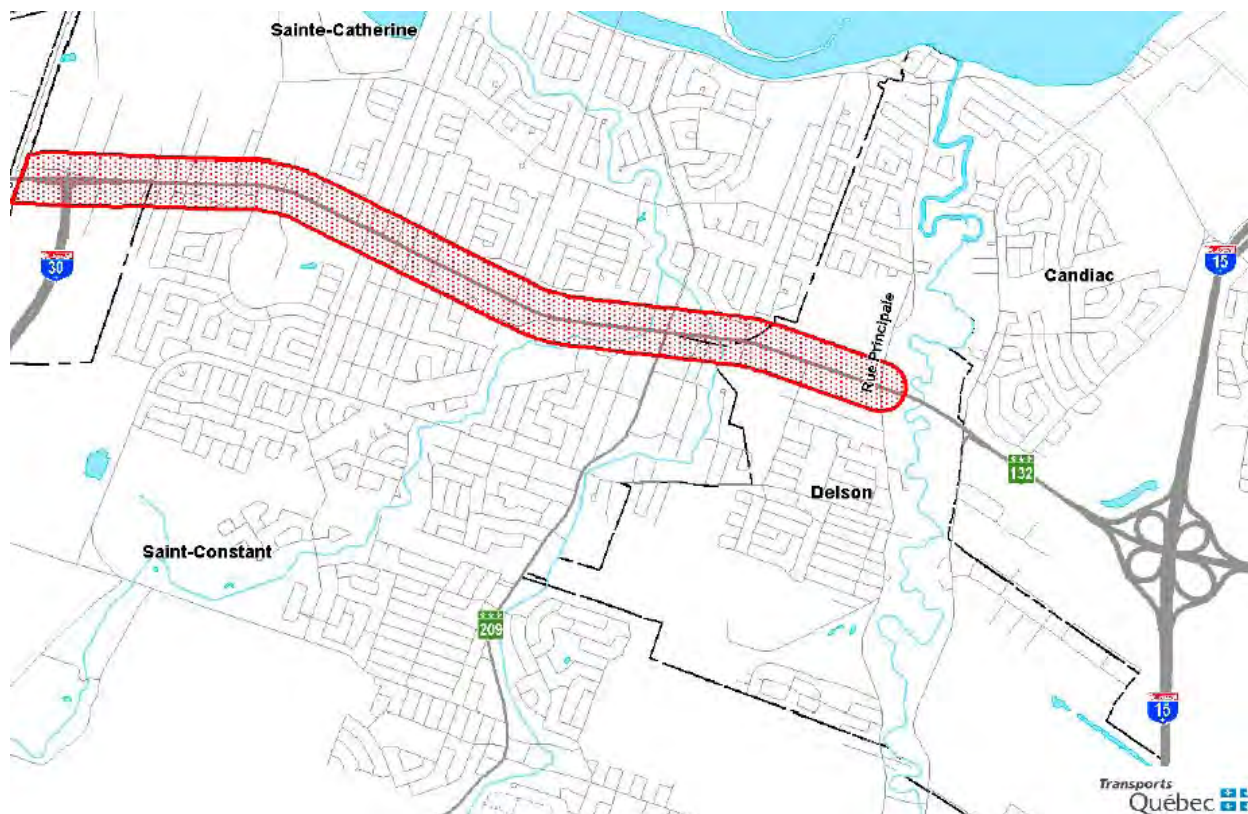 Sainte-Catherine
30
15
Candiac
Rue Principale
132
Delson
Saint-Constant
209
15
Transports
Québec